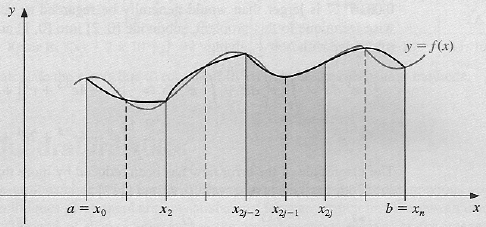 y
y = f(x)
a = x₀ x₂ x₂ⱼ₋₂ x₂ⱼ₋₁ x₂ⱼ b = xₙ x